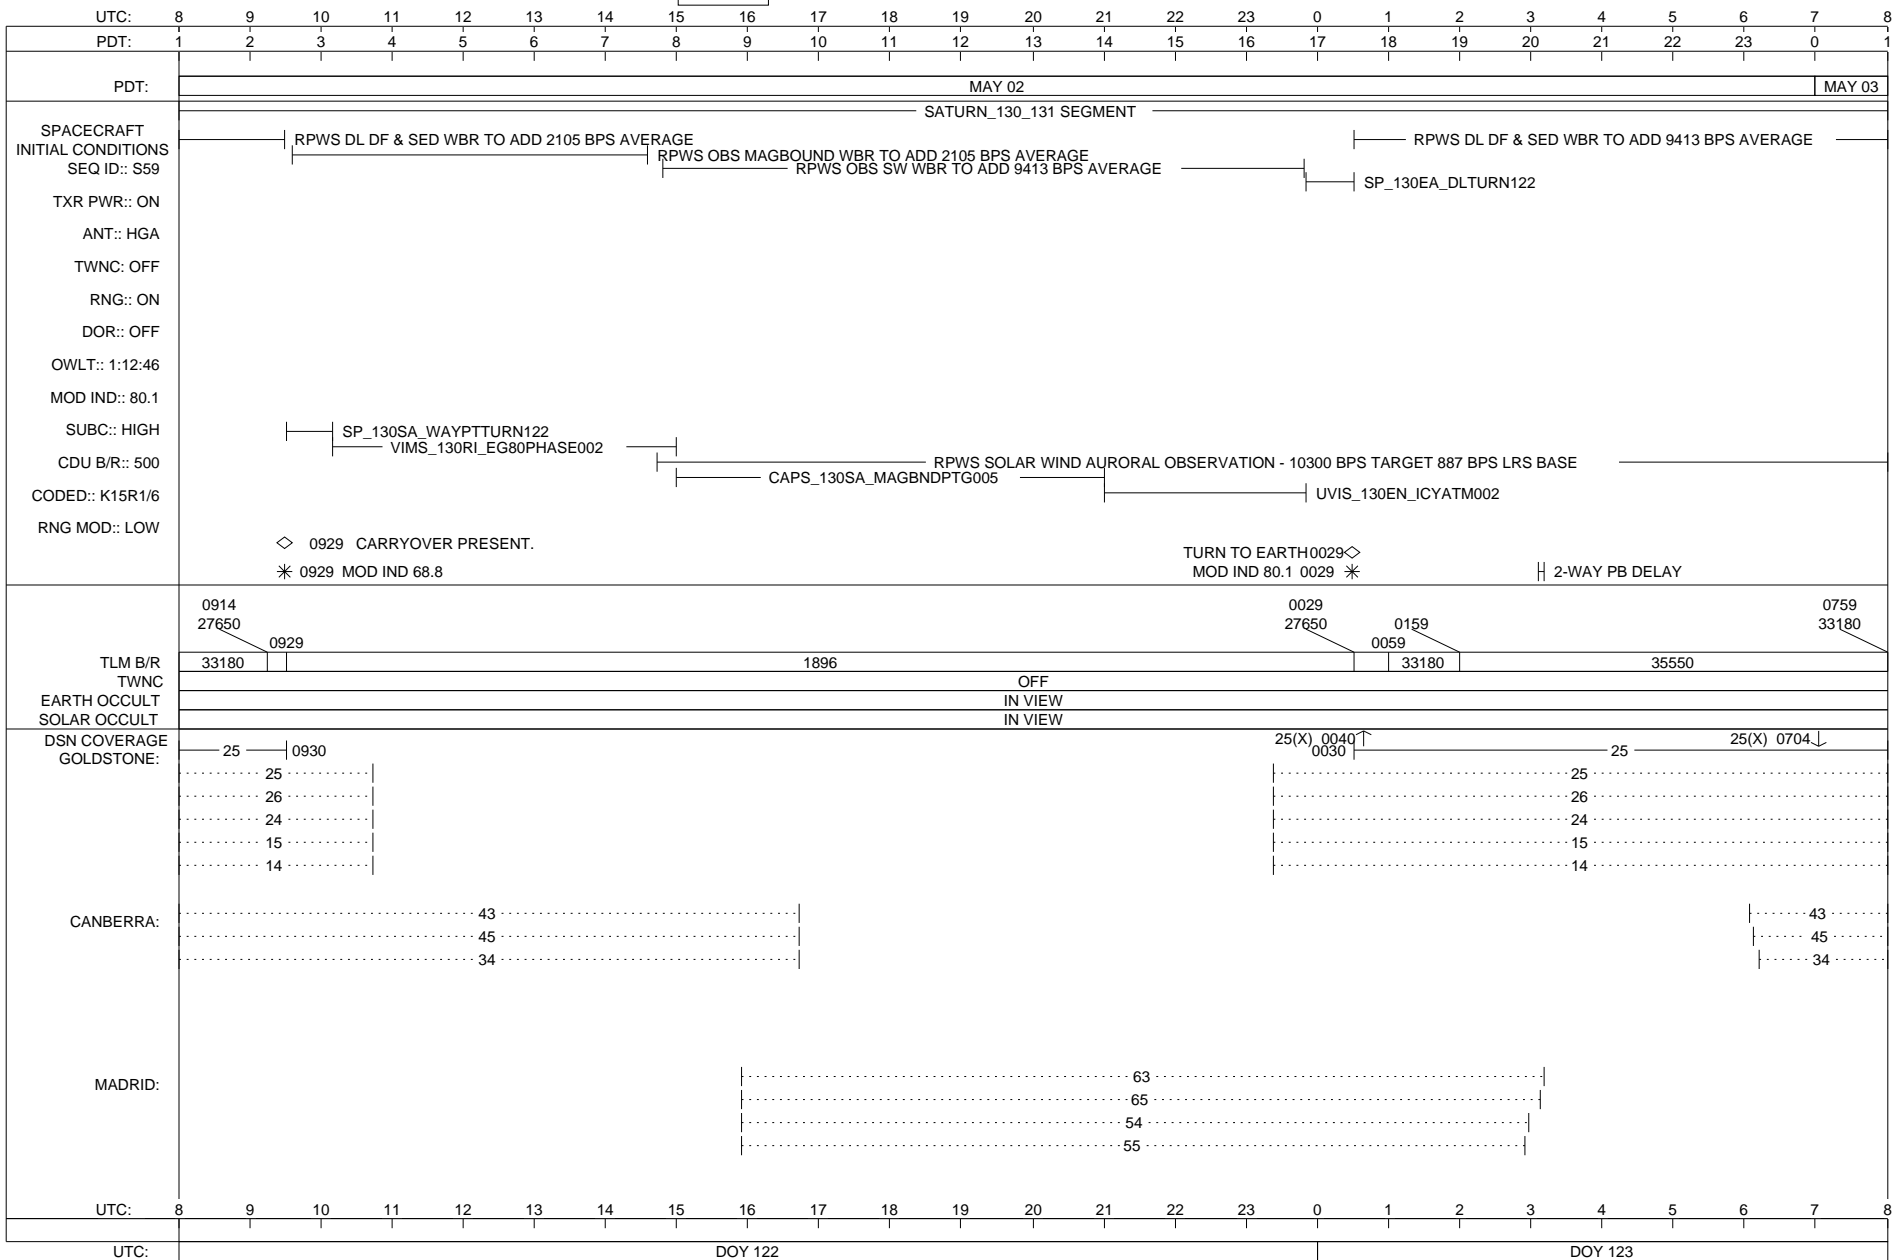 UTC: 8 9 10 11 12 13 14 15 16 17 18 19 20 21 22 23 0 1 2 3 4 5 6 7 8
PDT: 1 2 3 4 5 6 7 8 9 10 11 12 13 14 15 16 17 18 19 20 21 22 23 0 1
PDT: MAY 02 MAY 03
SATURN_130_131 SEGMENT
SPACECRAFT
INITIAL CONDITIONS
RPWS DL DF & SED WBR TO ADD 2105 BPS AVERAGE
RPWS DL DF & SED WBR TO ADD 9413 BPS AVERAGE
RPWS OBS MAGBOUND WBR TO ADD 2105 BPS AVERAGE
SEQ ID:: S59
RPWS OBS SW WBR TO ADD 9413 BPS AVERAGE
SP_130EA_DLTURN122
TXR PWR:: ON
ANT:: HGA
TWNC: OFF
RNG:: ON
DOR:: OFF
OWLT:: 1:12:46
MOD IND:: 80.1
SUBC:: HIGH
SP_130SA_WAYPTTURN122
VIMS_130RI_EG80PHASE002
CDU B/R:: 500
RPWS SOLAR WIND AURORAL OBSERVATION - 10300 BPS TARGET 887 BPS LRS BASE
CAPS_130SA_MAGBNDPTG005
CODED:: K15R1/6
UVIS_130EN_ICYATM002
RNG MOD:: LOW
0929 CARRYOVER PRESENT.
TURN TO EARTH 0029
0929 MOD IND 68.8
MOD IND 80.1 0029
2-WAY PB DELAY
0914 0029 0759
27650 27650 0159 33180
0929 0059
TLM B/R 33180 1896 33180 35550
TWNC OFF
EARTH OCCULT IN VIEW
SOLAR OCCULT IN VIEW
DSN COVERAGE 25(X) 0040 25(X) 0704
25 0930 0030 25
GOLDSTONE:
25 25
26 26
24 24
15 15
14 14
CANBERRA:
43 43
45 45
34 34
MADRID:
63
65
54
55
UTC: 8 9 10 11 12 13 14 15 16 17 18 19 20 21 22 23 0 1 2 3 4 5 6 7 8
UTC: DOY 122 DOY 123